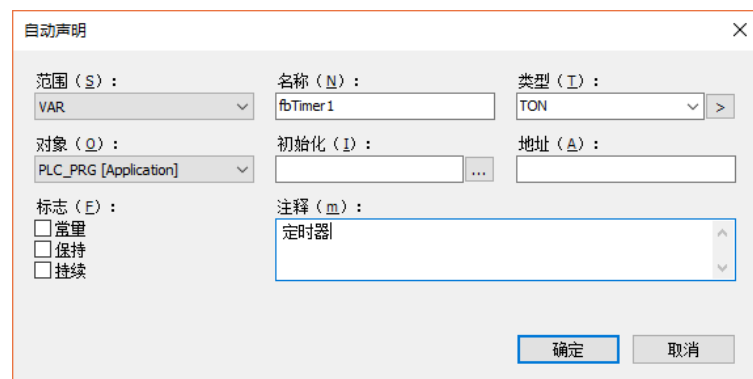 自动声明
范围（S）： 名称（N）： 类型（T）：
VAR fbTimer1 TON >
对象（O）： 初始化（I）： 地址（A）：
PLC_PRG [Application] ...
标志（F）： 注释（m）：
常量 定时器
保持
持续
确定 取消